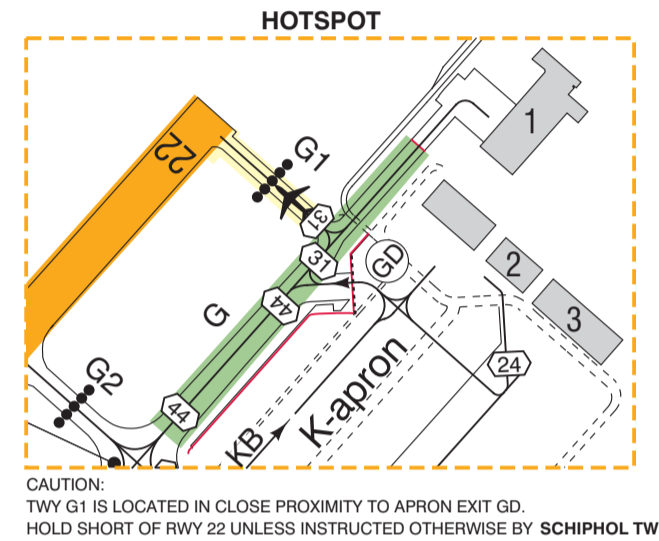 HOTSPOT
1
22
G1
31
31
GD
2
G
44
3
G2
24
44
K-apron
KB
CAUTION:
TWY G1 IS LOCATED IN CLOSE PROXIMITY TO APRON EXIT GD.
HOLD SHORT OF RWY 22 UNLESS INSTRUCTED OTHERWISE BY SCHIPHOL TW